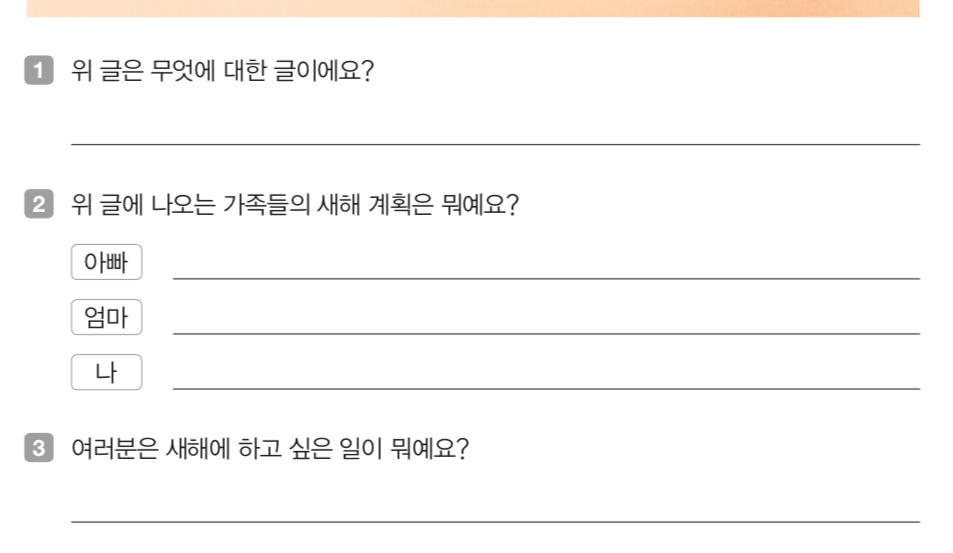 1 위 글은 무엇에 대한 글이에요?
2 위 글에 나오는 가족들의 새해 계획은 뭐예요?
아빠
엄마
나
3 여러분은 새해에 하고 싶은 일이 뭐예요?